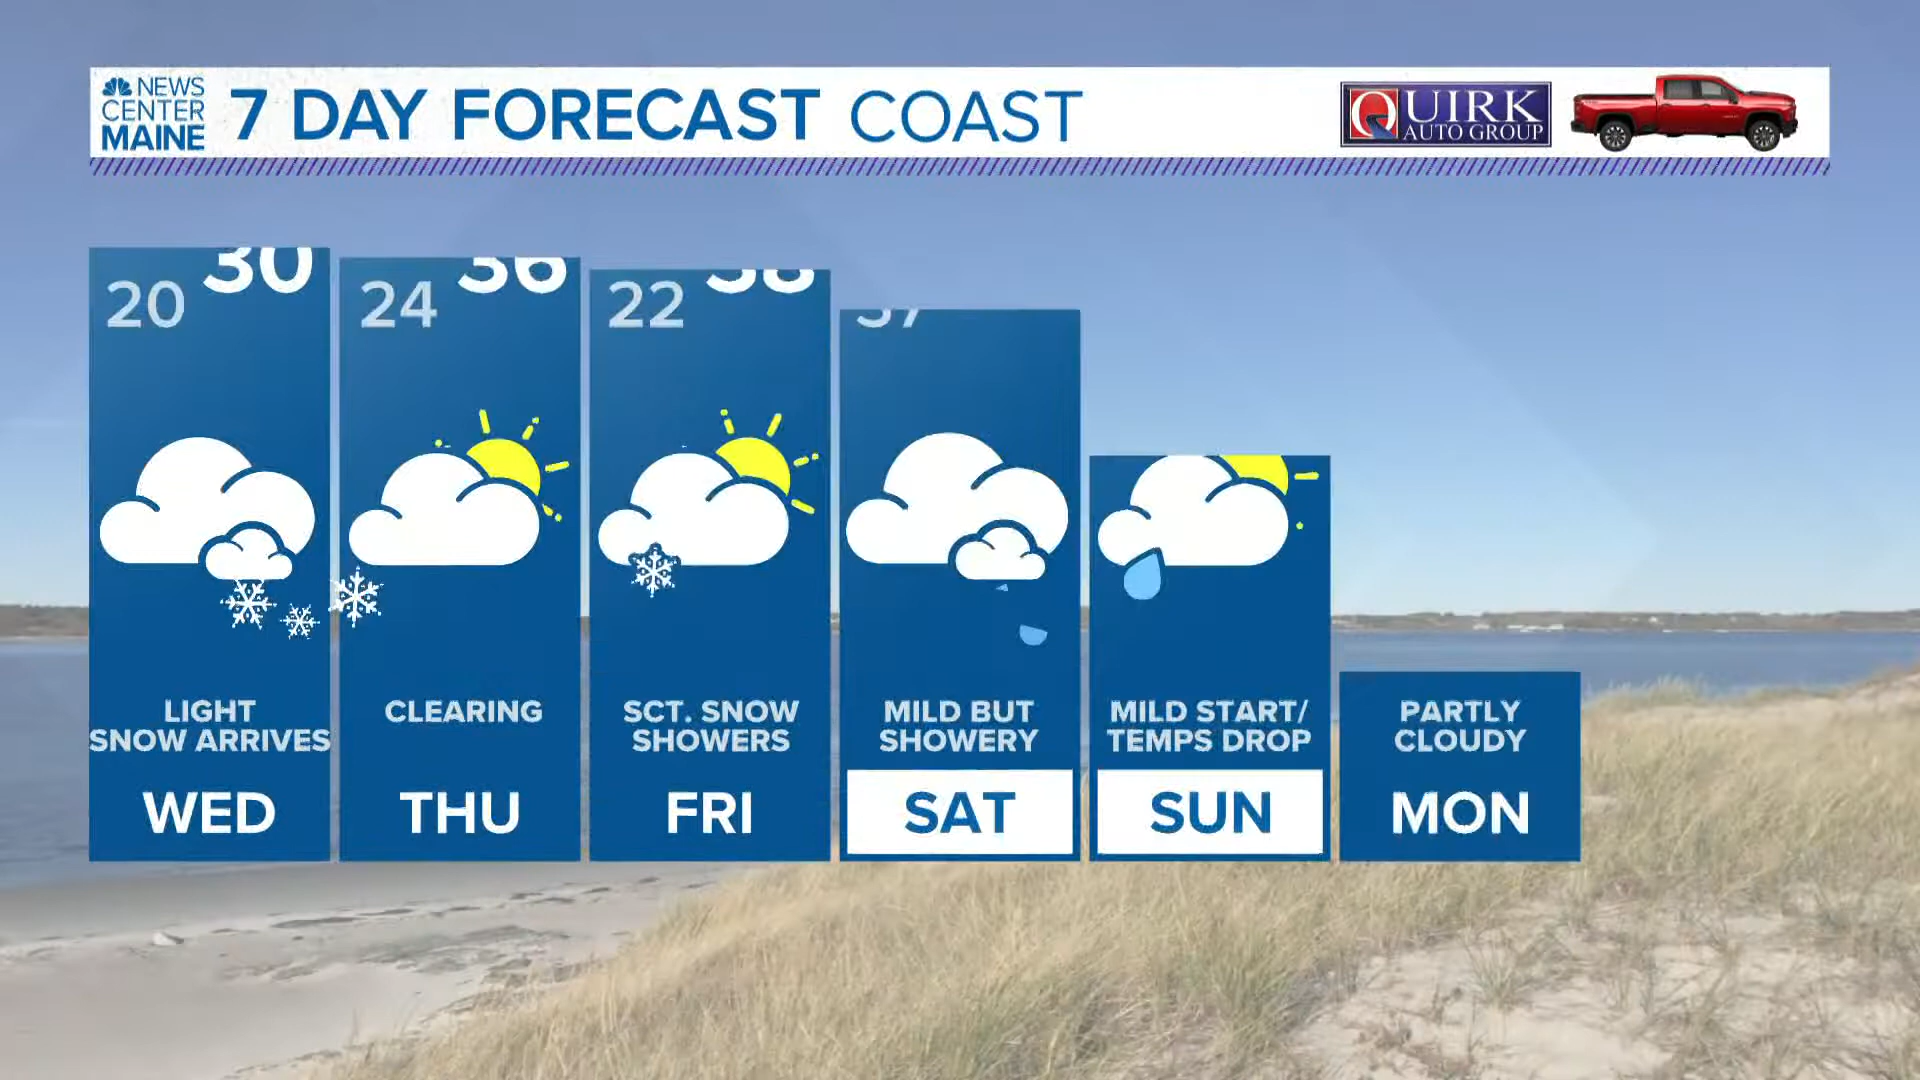 NEWS
CENTER
MAINE
7 DAY FORECAST COAST
QUIRK
AUTO GROUP
20 30
24 36
22
LIGHT
SNOW ARRIVES
CLEARING
SCT. SNOW
SHOWERS
MILD BUT
SHOWERY
MILD START/
TEMPS DROP
PARTLY
CLOUDY
WED
THU
FRI
SAT
SUN
MON